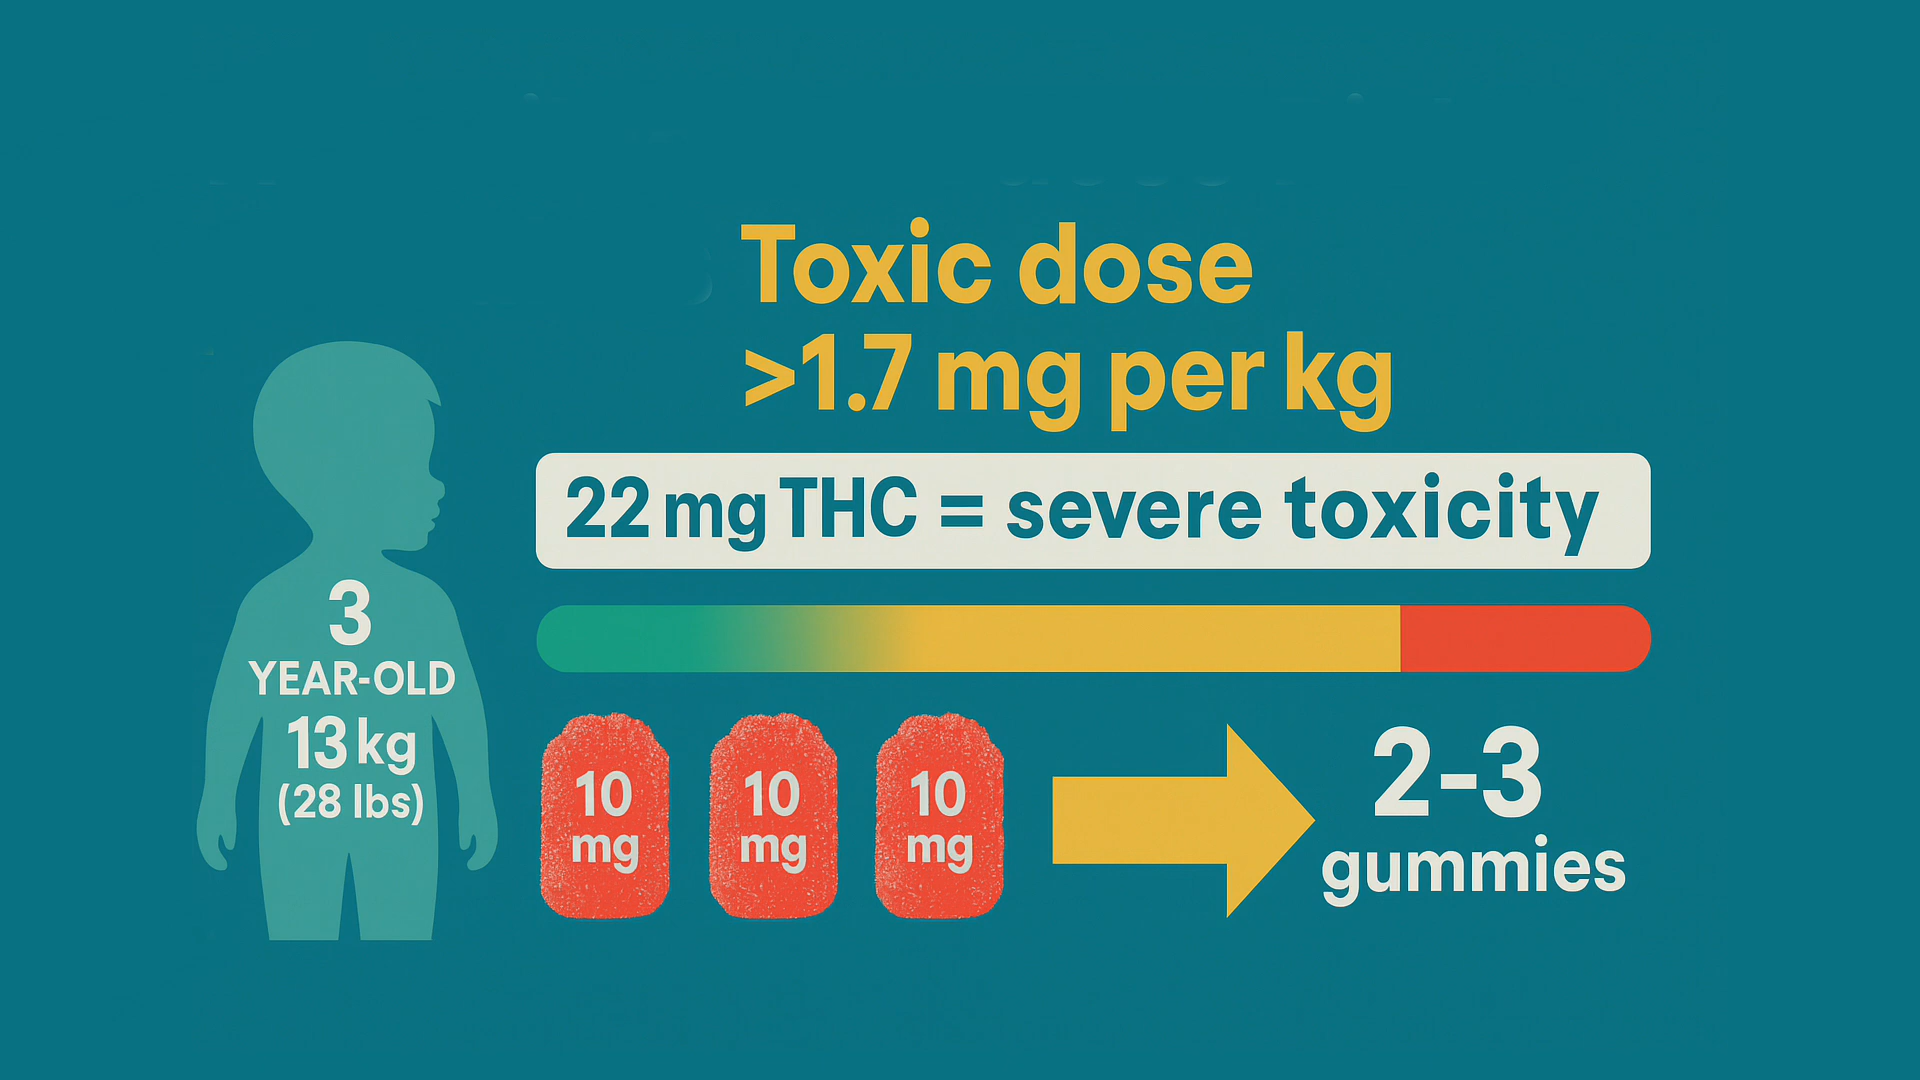 Toxic dose
>1.7 mg per kg
22 mg THC = severe toxicity
3
YEAR-OLD
13 kg
(28 lbs)
10
mg
10
mg
10
mg
2-3
gummies